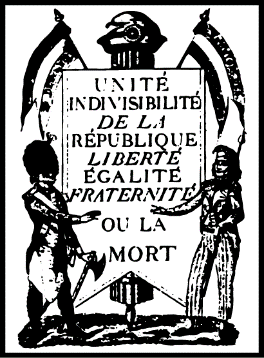 UNITÉ
INDIVISIBILITÉ
DE LA
RÉPUBLIQUE
LIBERTÉ
ÉGALITÉ
FRATERNITÉ
OU LA
MORT